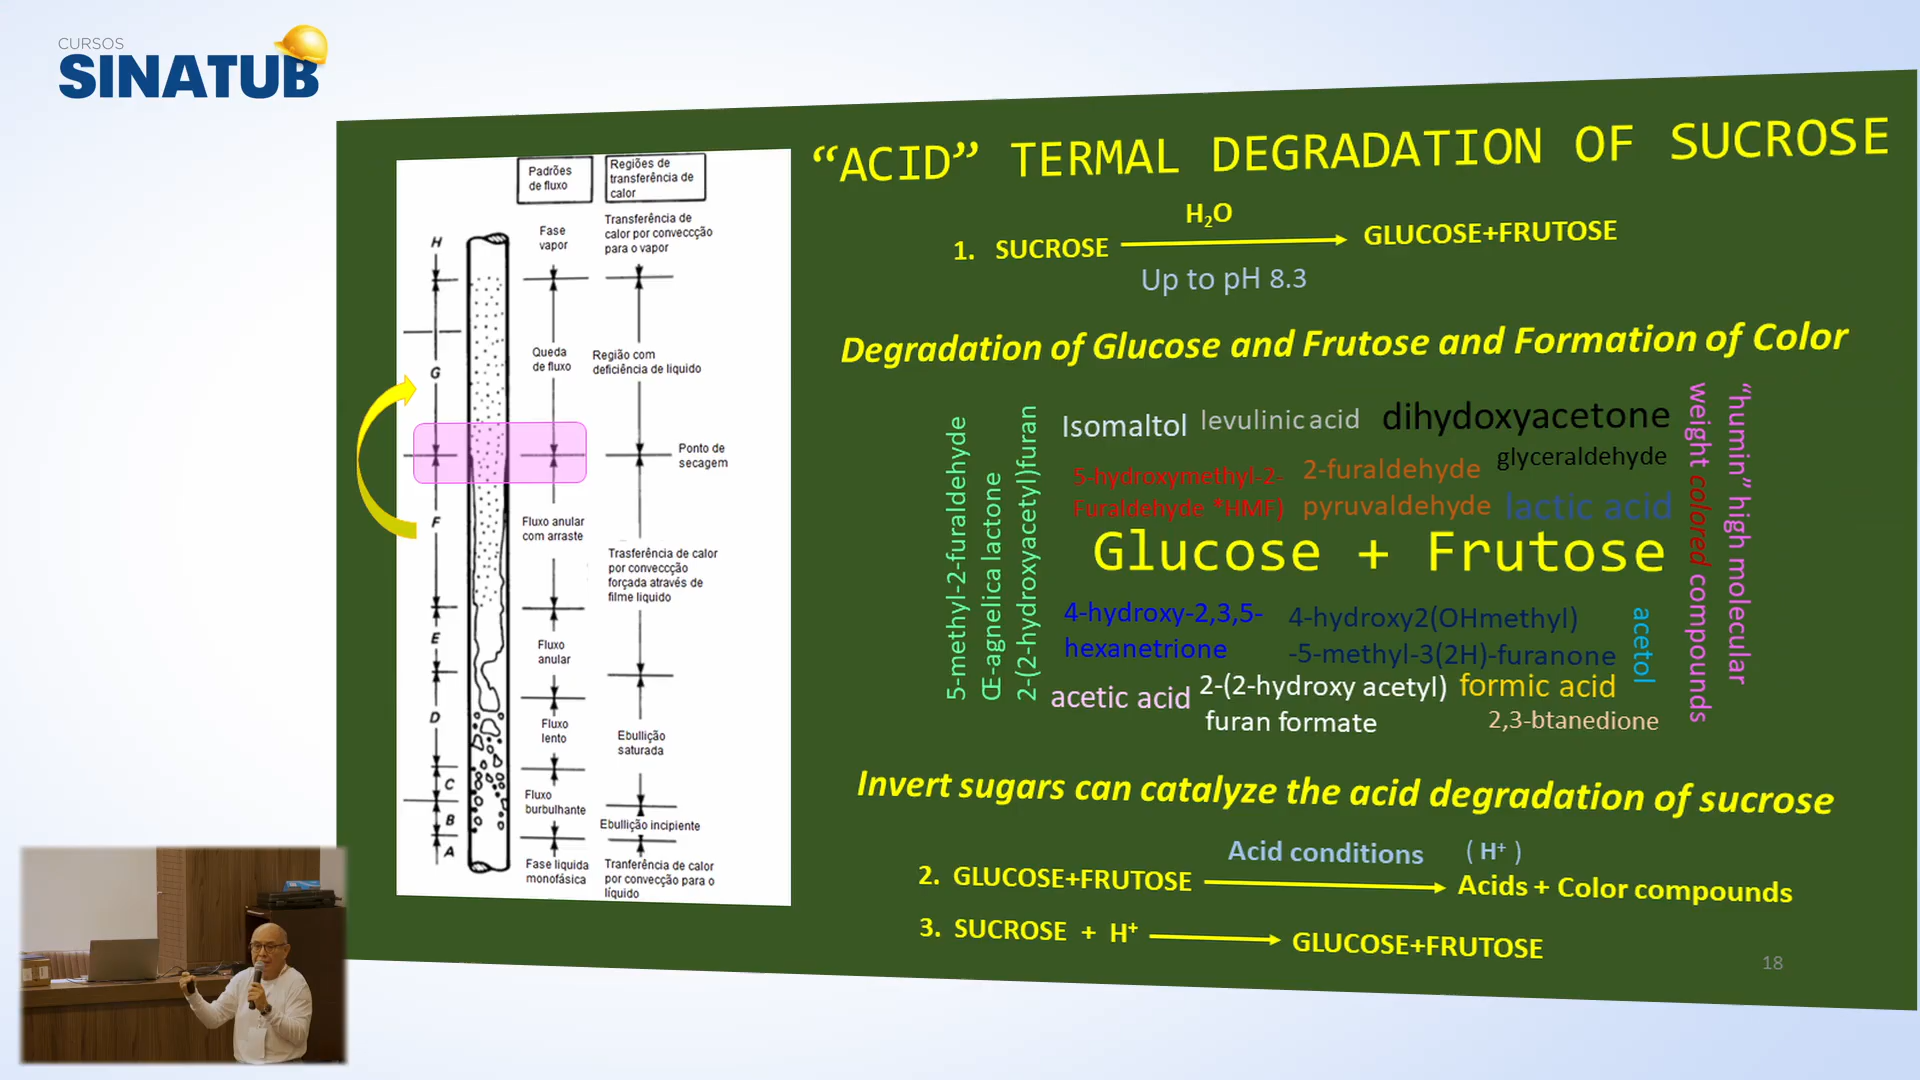 CURSOS
SINATUB
Padrões
de fluxo
Regiões de
transferência de
calor
H
Fase
vapor
Transferência de
calor por convecção
para o vapor
G
Queda
de fluxo
Região com
deficiência de liquido
Ponto de
secagem
F
Fluxo anular
com arraste
Trasferência de calor
por convecção
forçada através de
filme liquido
E
Fluxo
anular
D
Fluxo
lento
Ebullição
saturada
C
Fluxo
burbulhante
B
Ebullição incipiente
A
Fase liquida
monofásica
Tranferência de calor
por convecção para o
líquido
“ACID” TERMAL DEGRADATION OF SUCROSE
H2O
1. SUCROSE GLUCOSE+FRUTOSE
Up to pH 8.3
Degradation of Glucose and Frutose and Formation of Color
5-methyl-2-furaldehyde
Œ-agnelica lactone
2-(2-hydroxyacetyl)furan
Isomaltol
levulinic acid
dihydoxyacetone
glyceraldehyde
5-hydroxymethyl-2-
Furaldehyde *HMF)
2-furaldehyde
pyruvaldehyde
lactic acid
Glucose + Frutose
4-hydroxy-2,3,5-
hexanetrione
4-hydroxy2(OHmethyl)
-5-methyl-3(2H)-furanone
acetol
acetic acid
2-(2-hydroxy acetyl)
furan formate
formic acid
2,3-btanedione
“humin” high molecular
weight colored compounds
Invert sugars can catalyze the acid degradation of sucrose
Acid conditions ( H+ )
2. GLUCOSE+FRUTOSE Acids + Color compounds
3. SUCROSE + H+ GLUCOSE+FRUTOSE
18